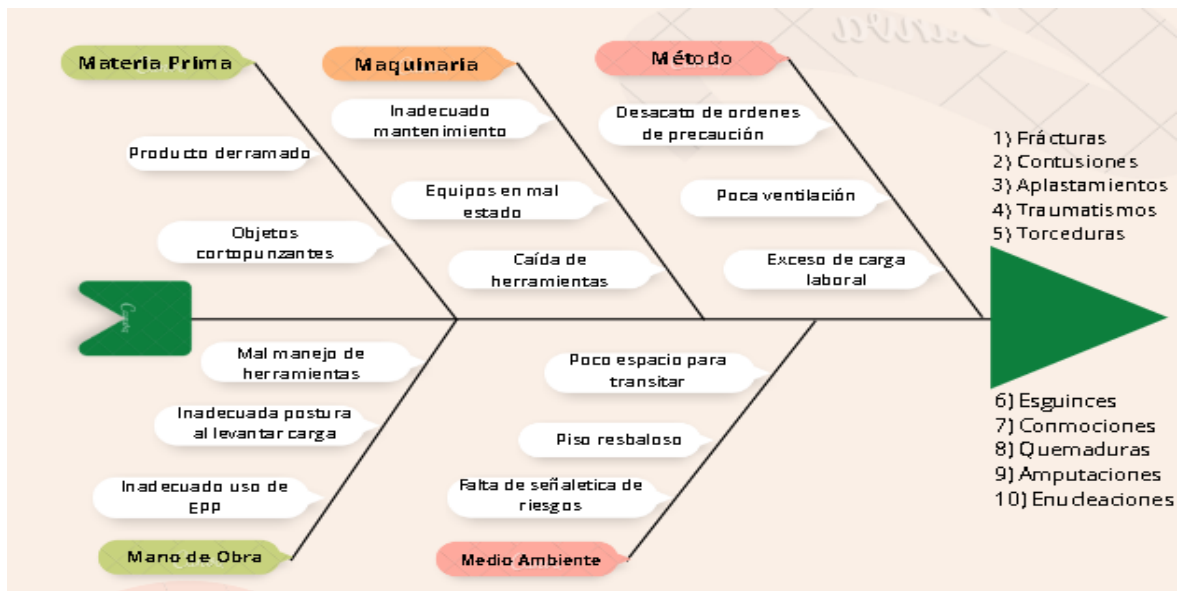 Materia Prima
Maquinaria
Método
Inadecuado
mantenimiento
Desacato de ordenes
de precaución
Producto derramado
Equipos en mal
estado
Poca ventilación
Objetos
cortopunzantes
Caída de
herramientas
Exceso de carga
laboral
1) Frácturas
2) Contusiones
3) Aplastamientos
4) Traumatismos
5) Torceduras
Canva
Mal manejo de
herramientas
Inadecuada postura
al levantar carga
Inadecuado uso de
EPP
Mano de Obra
Poco espacio para
transitar
Piso resbaloso
Falta de señaletica de
riesgos
Medio Ambiente
6) Esguinces
7) Conmociones
8) Quemaduras
9) Amputaciones
10) Enucleaciones